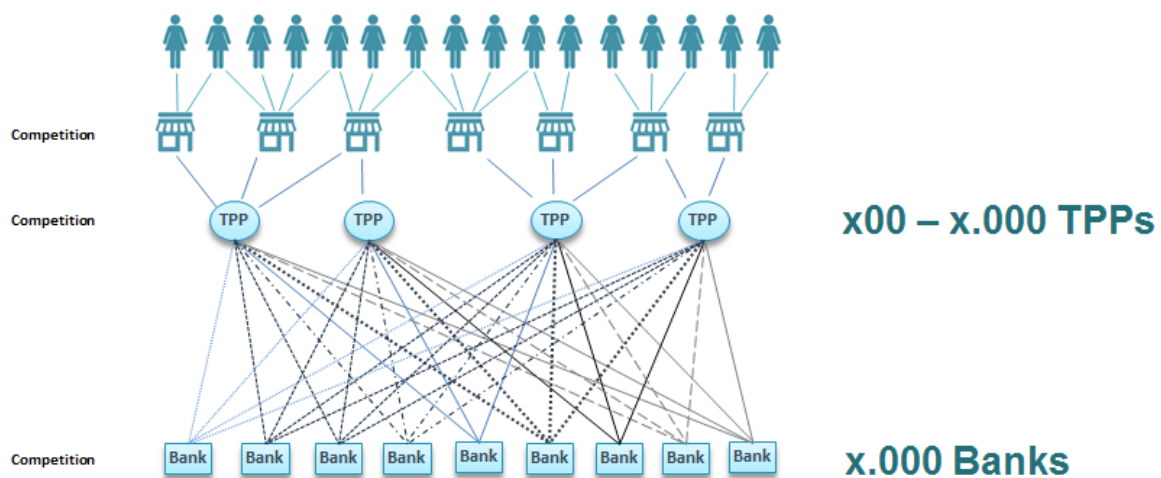 Competition
Competition
TPP TPP TPP TPP
x00 – x.000 TPPs
Competition
Bank Bank Bank Bank Bank Bank Bank Bank Bank
x.000 Banks